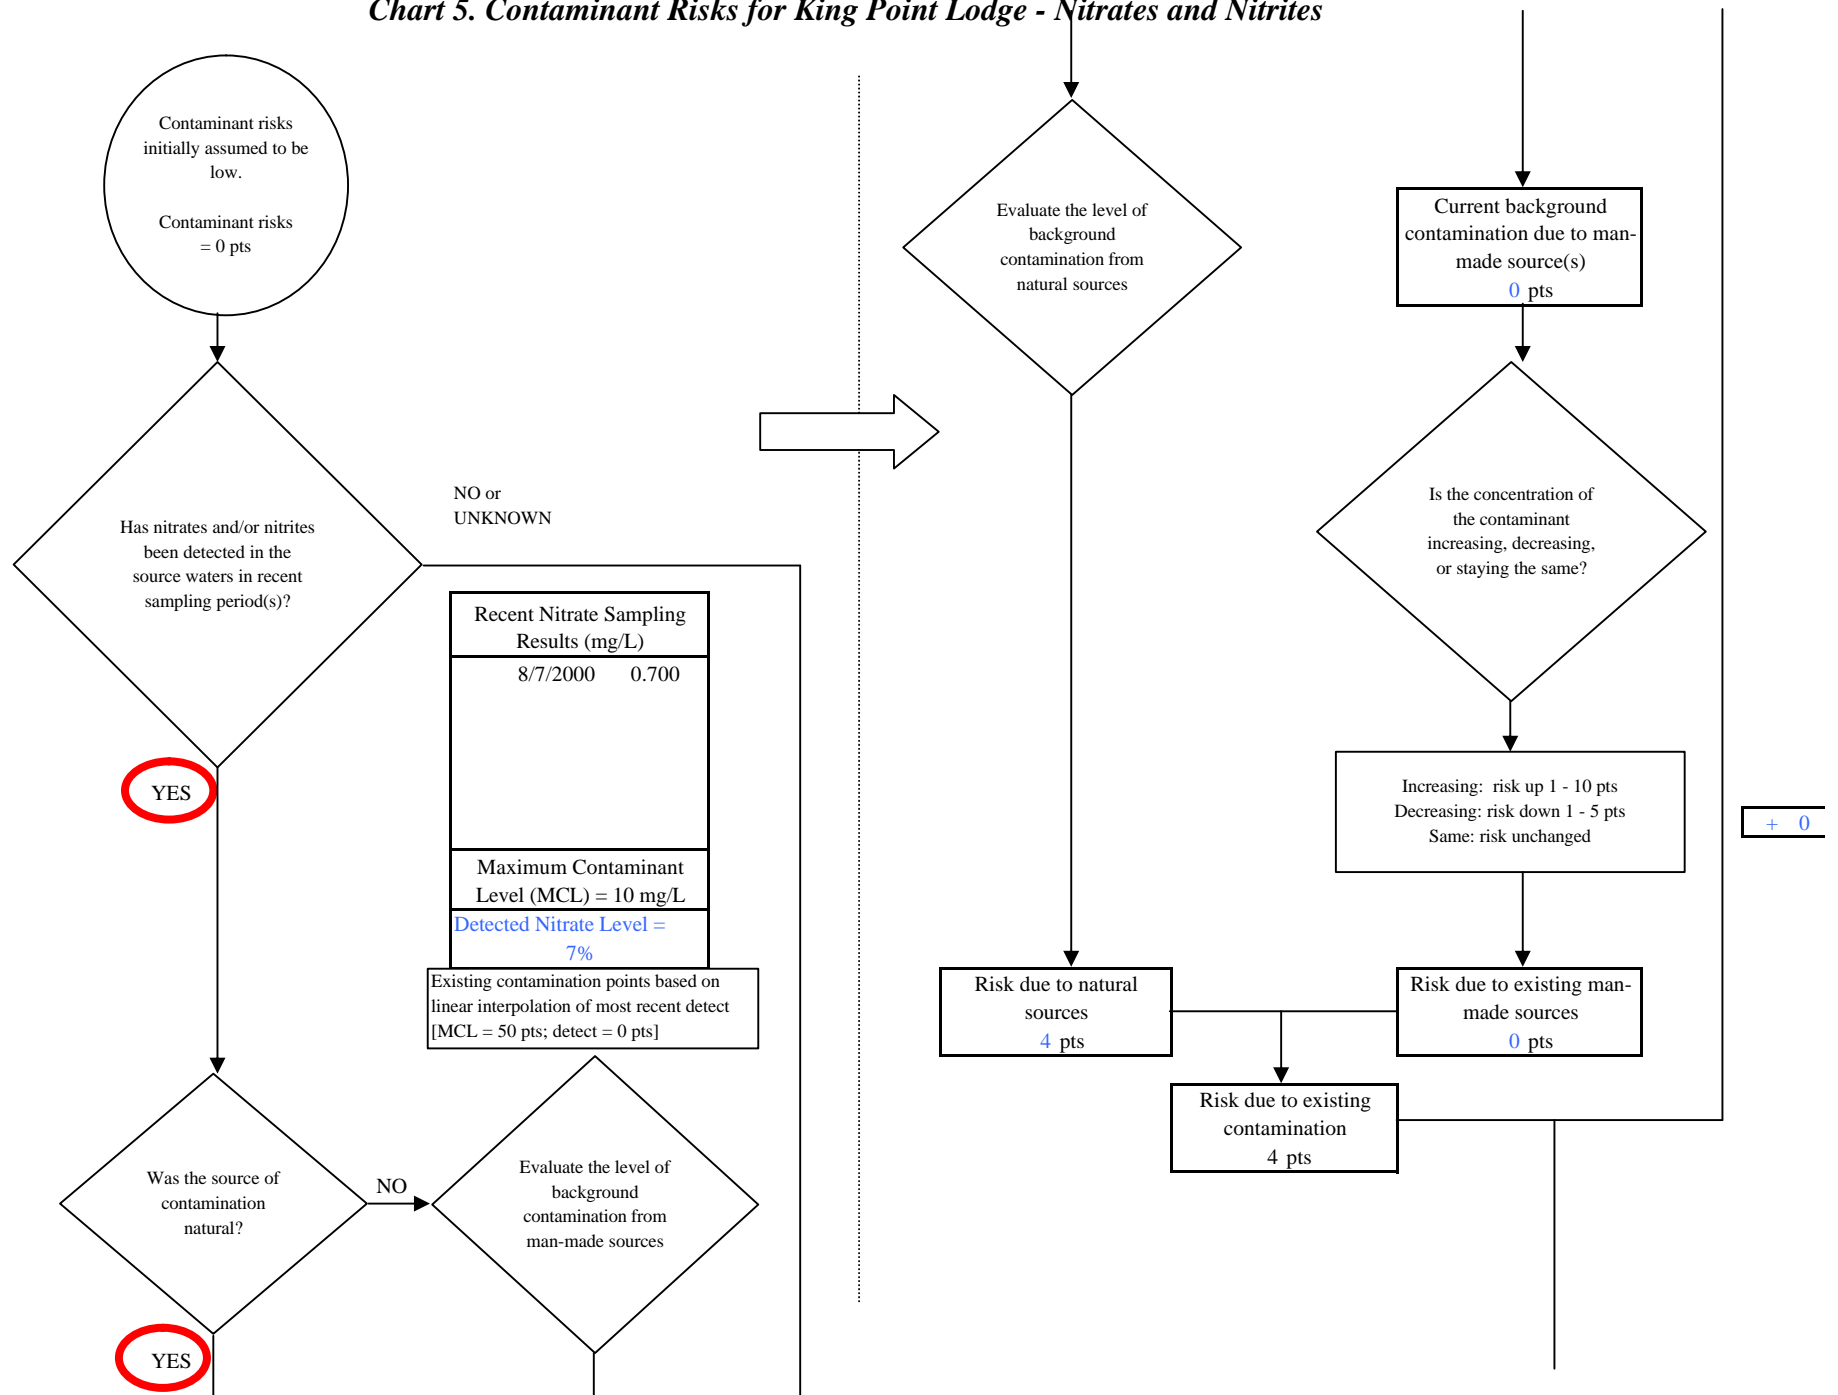 Chart 5. Contaminant Risks for King Point Lodge - Nitrates and Nitrites
Contaminant risks
initially assumed to be
low.
Contaminant risks
= 0 pts
Has nitrates and/or nitrites
been detected in the
source waters in recent
sampling period(s)?
NO or
UNKNOWN
YES
Recent Nitrate Sampling
Results (mg/L)
8/7/2000 0.700
Maximum Contaminant
Level (MCL) = 10 mg/L
Detected Nitrate Level =
7%
Existing contamination points based on
linear interpolation of most recent detect
[MCL = 50 pts; detect = 0 pts]
Was the source of
contamination
natural?
NO
YES
Evaluate the level of
background
contamination from
man-made sources
Evaluate the level of
background
contamination from
natural sources
Current background
contamination due to man-
made source(s)
0 pts
Is the concentration of
the contaminant
increasing, decreasing,
or staying the same?
Increasing: risk up 1 - 10 pts
Decreasing: risk down 1 - 5 pts
Same: risk unchanged
+ 0
Risk due to natural
sources
4 pts
Risk due to existing man-
made sources
0 pts
Risk due to existing
contamination
4 pts